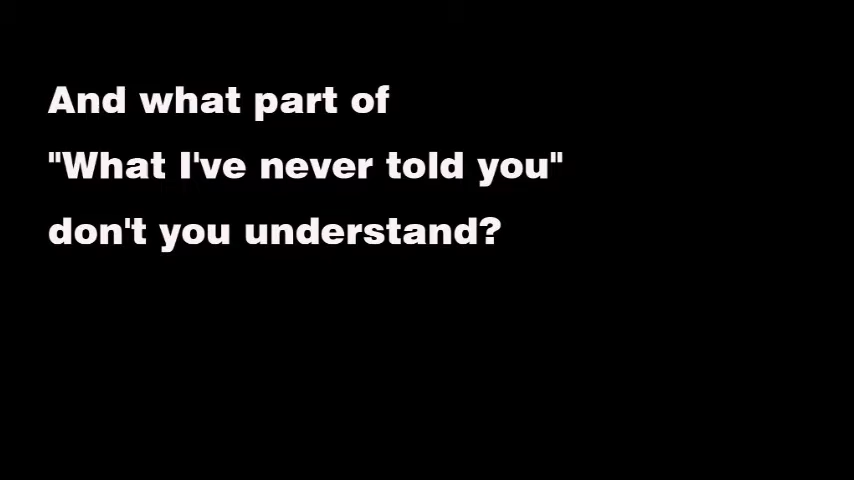 And what part of
"What I've never told you"
don't you understand?